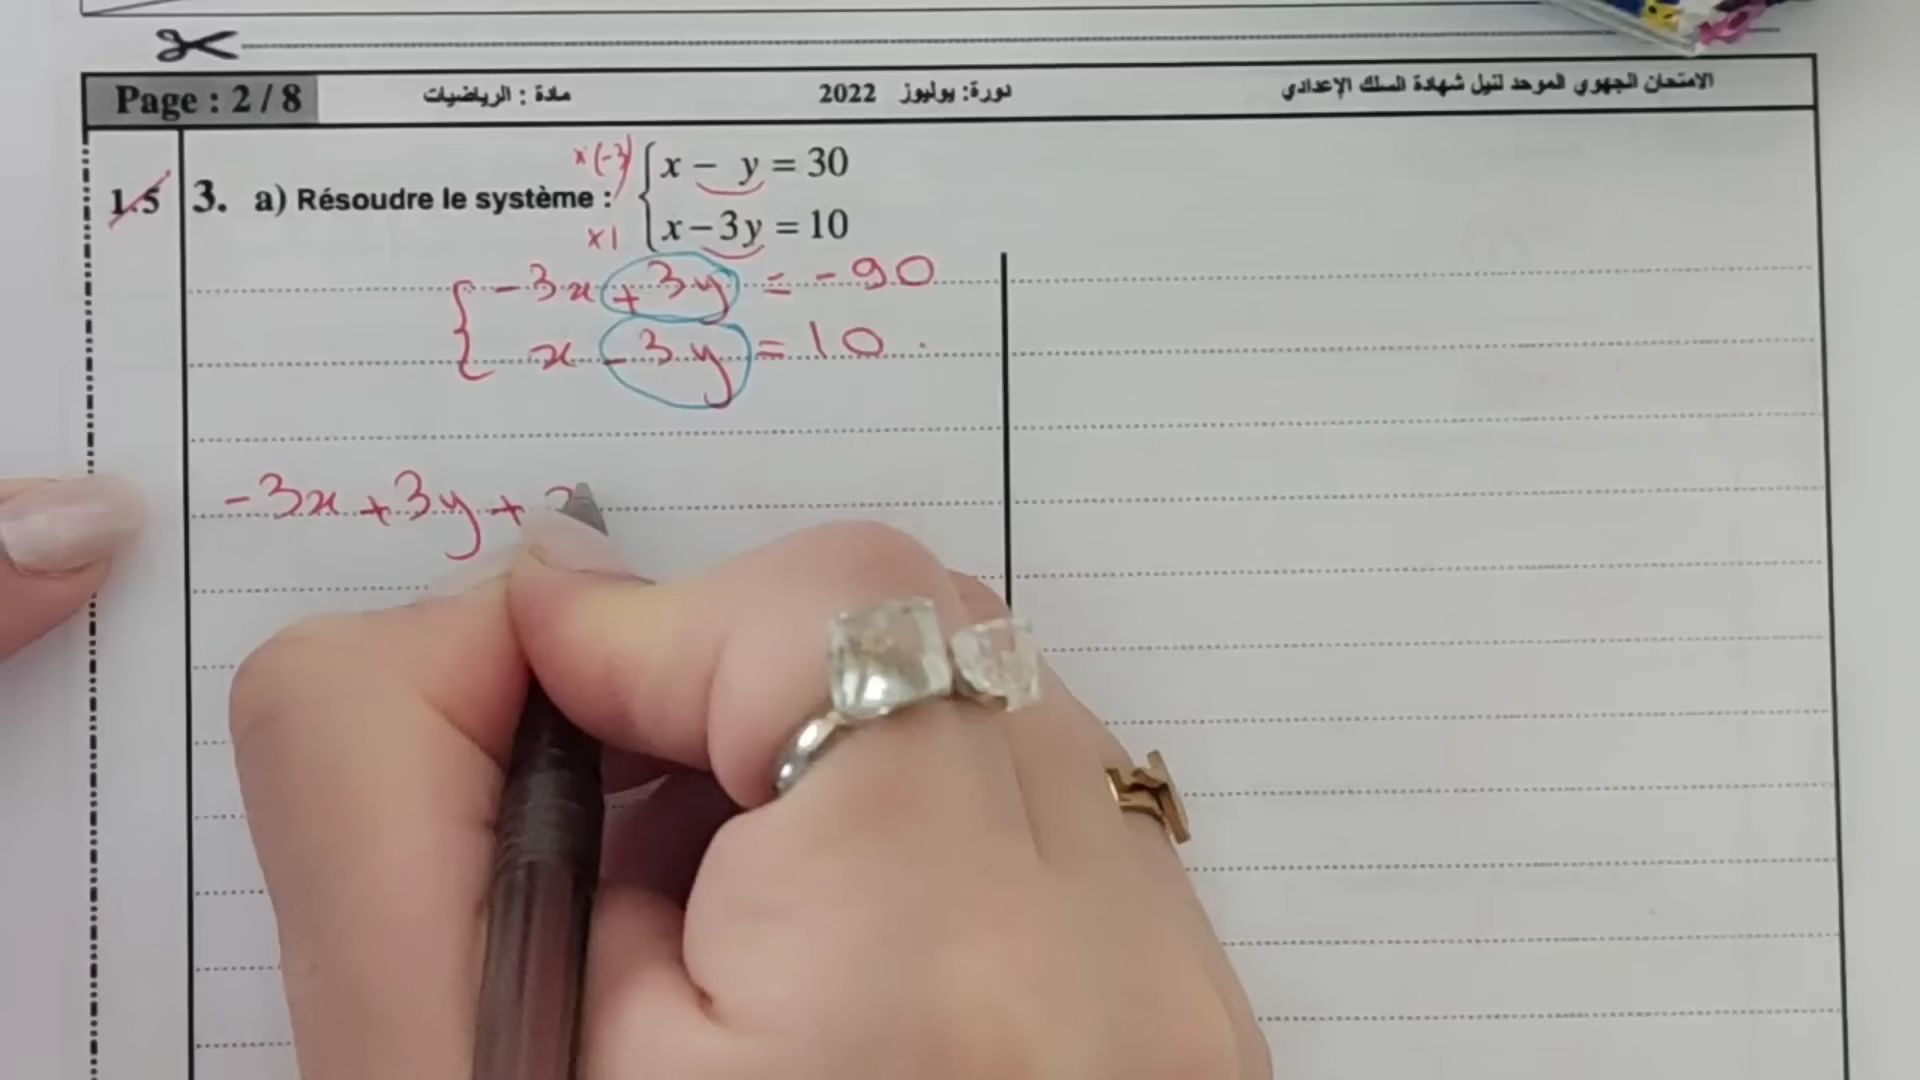 Page : 2 / 8
مادة : الرياضيات
دورة: يوليوز 2022
الامتحان الجهوي الموحد لنيل شهادة السلك الإعدادي
1.5
3. a) Résoudre le système :
x(-3) x - y = 30
x1 x-3y = 10
-3x+3y = -90
x-3y = 10
-3x+3y+